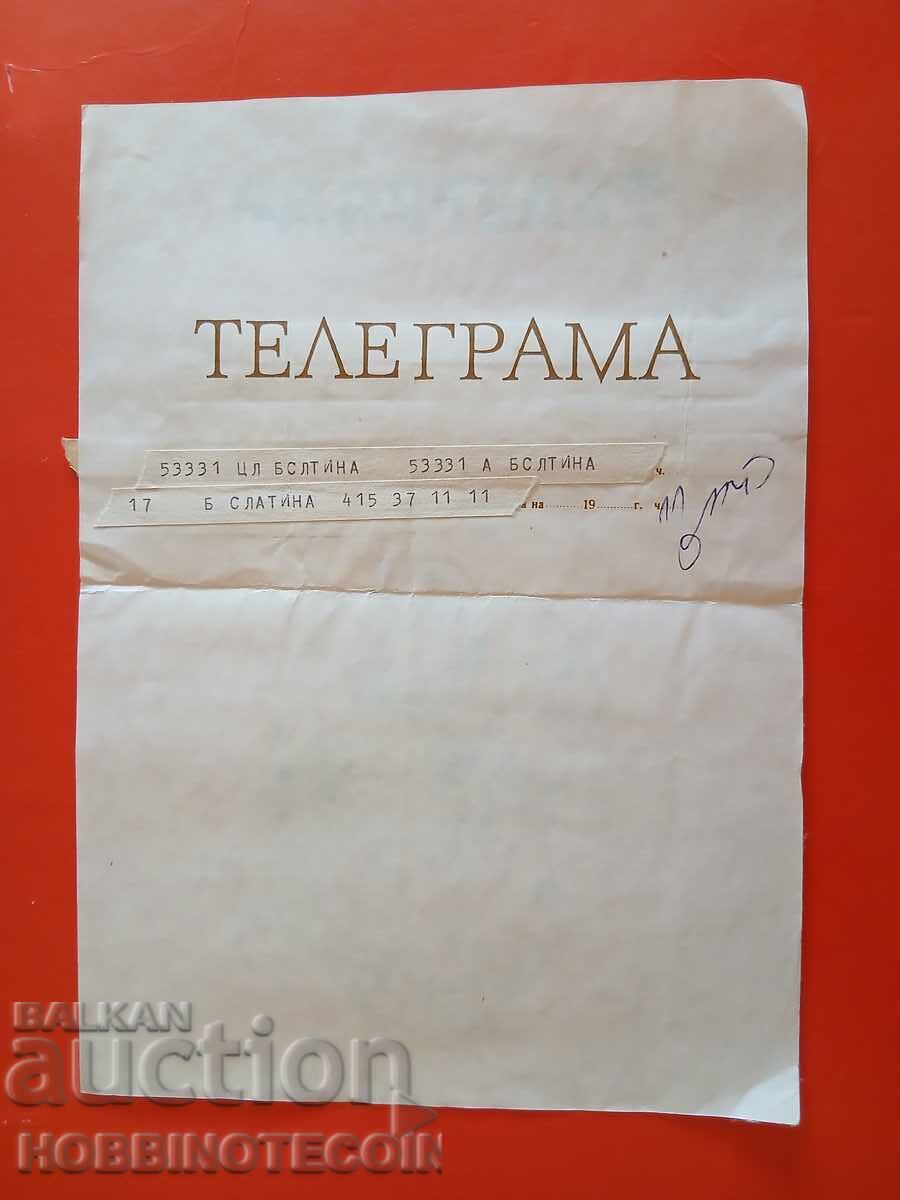 ТЕЛЕГРАМА
53331 ЦЛ БСЛТИНА 53331 А БСЛТИНА ч.
17 Б СЛАТИНА 415 37 11 11 а на.........19.........г. ч.
BALKAN
auction
HOBBINOTECOIN